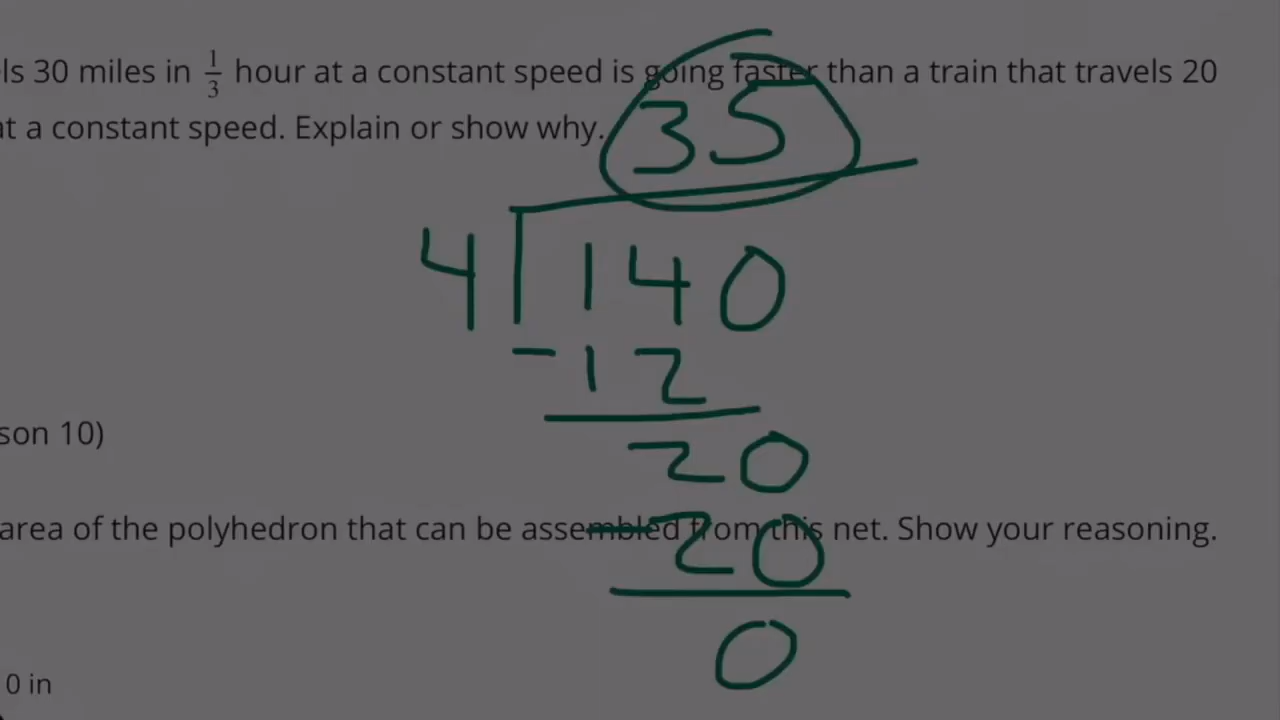 ls 30 miles in 1/3 hour at a constant speed is going faster than a train that travels 20
at a constant speed. Explain or show why.
35
4 140
-12
20
-20
0
son 10)
area of the polyhedron that can be assembled from this net. Show your reasoning.
0 in